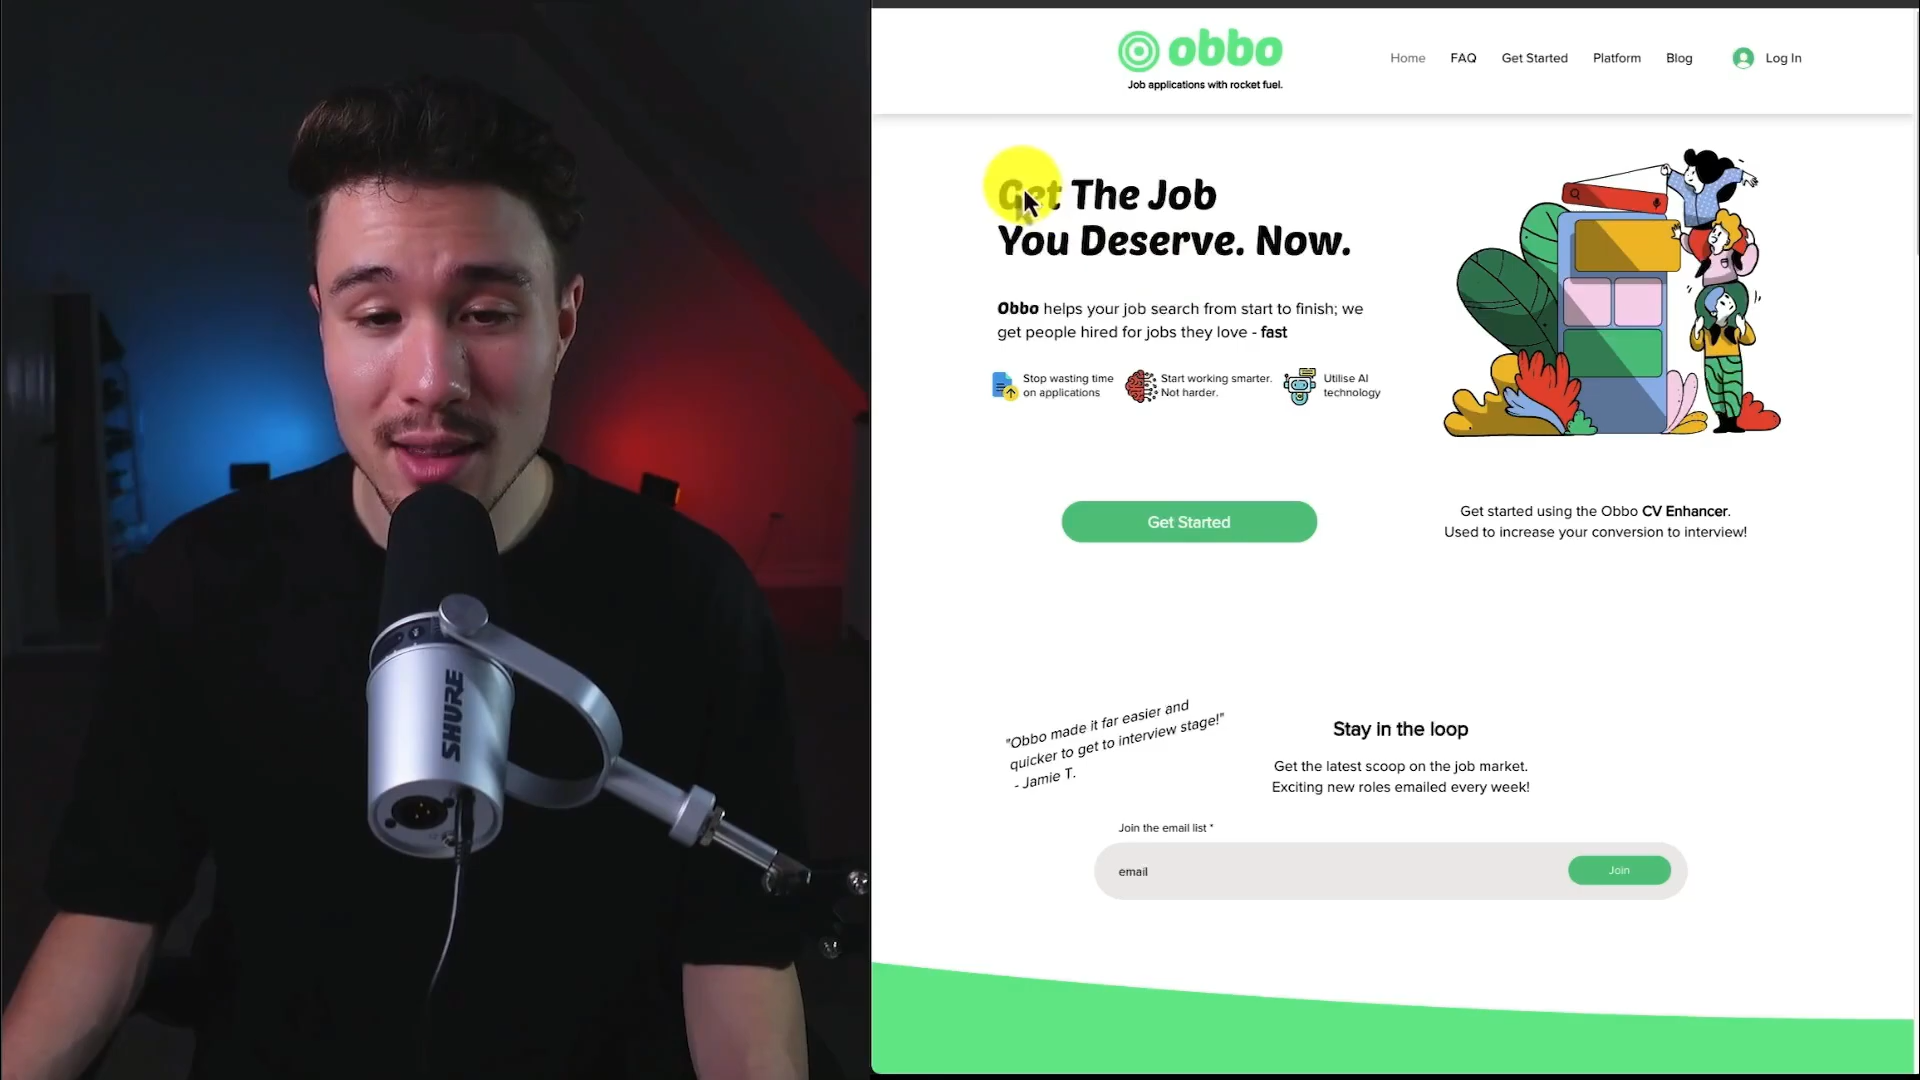 obbo
Job applications with rocket fuel.
Home
FAQ
Get Started
Platform
Blog
Log In
Get The Job
You Deserve. Now.
Obbo helps your job search from start to finish; we
get people hired for jobs they love - fast
Stop wasting time
on applications
Start working smarter.
Not harder.
Utilise AI
technology
Get Started
Get started using the Obbo CV Enhancer.
Used to increase your conversion to interview!
"Obbo made it far easier and
quicker to get to interview stage!"
- Jamie T.
Stay in the loop
Get the latest scoop on the job market.
Exciting new roles emailed every week!
Join the email list *
email
Join
SHURE